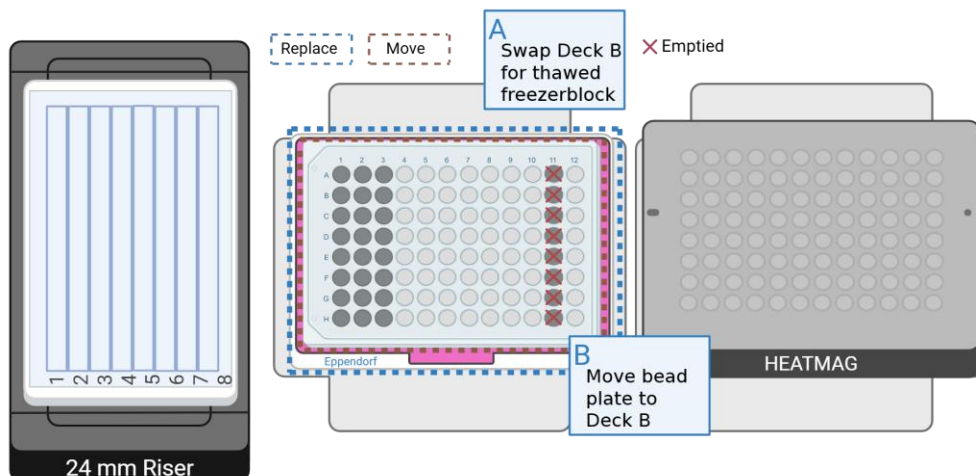 Replace
Move
A
Swap Deck B
for thawed
freezerblock
Emptied
1 2 3 4 5 6 7 8 9 10 11 12
A
B
C
D
E
F
G
H
Eppendorf
B
Move bead
plate to
Deck B
1 2 3 4 5 6 7 8
24 mm Riser
HEATMAG